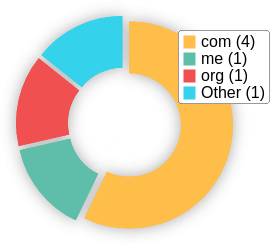 com (4)
me (1)
org (1)
Other (1)